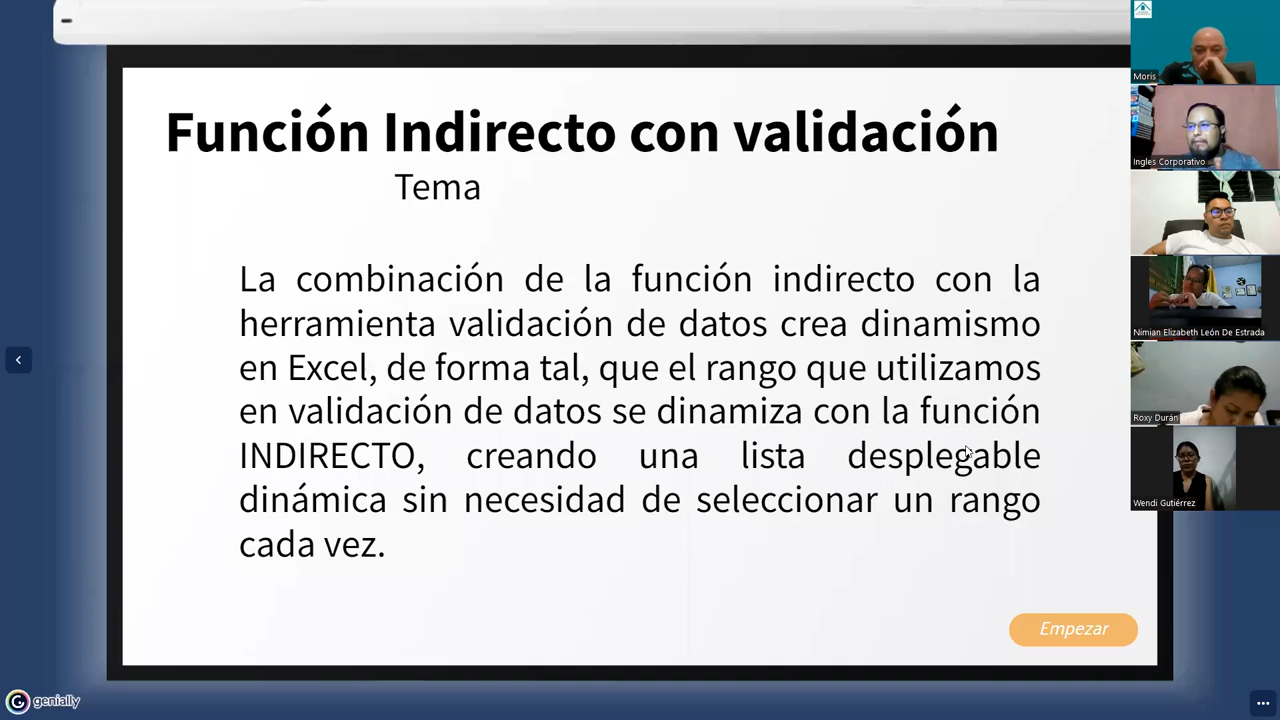 Función Indirecto con validación
Tema
La combinación de la función indirecto con la
herramienta validación de datos crea dinamismo
en Excel, de forma tal, que el rango que utilizamos
en validación de datos se dinamiza con la función
INDIRECTO, creando una lista desplegable
dinámica sin necesidad de seleccionar un rango
cada vez.
Empezar
genially
Moris
Ingles Corporativo
Nimian Elizabeth León De Estrada
Roxy Durán
Wendi Gutiérrez